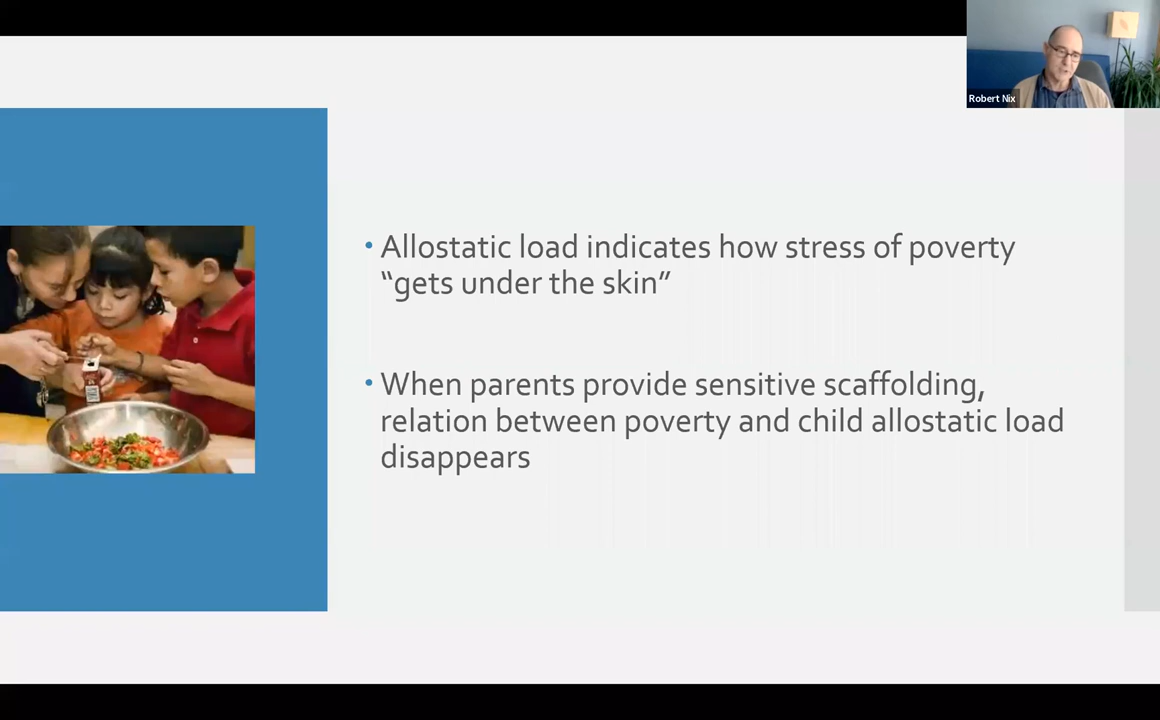 Robert Nix
• Allostatic load indicates how stress of poverty
“gets under the skin”
• When parents provide sensitive scaffolding,
relation between poverty and child allostatic load
disappears